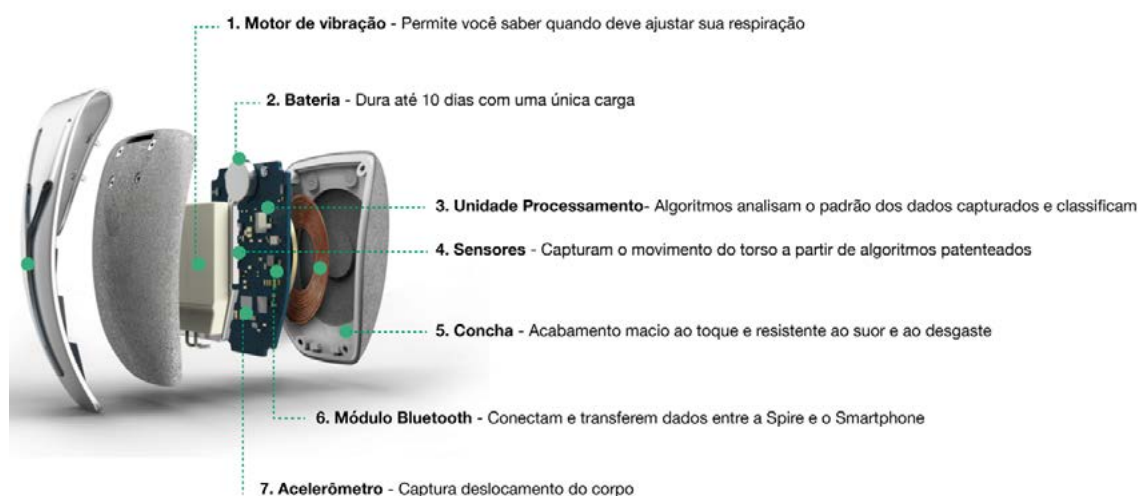 1. Motor de vibração - Permite você saber quando deve ajustar sua respiração
2. Bateria - Dura até 10 dias com uma única carga
3. Unidade Processamento- Algoritmos analisam o padrão dos dados capturados e classificam
4. Sensores - Capturam o movimento do torso a partir de algoritmos patenteados
5. Concha - Acabamento macio ao toque e resistente ao suor e ao desgaste
6. Módulo Bluetooth - Conectam e transferem dados entre a Spire e o Smartphone
7. Acelerômetro - Captura deslocamento do corpo